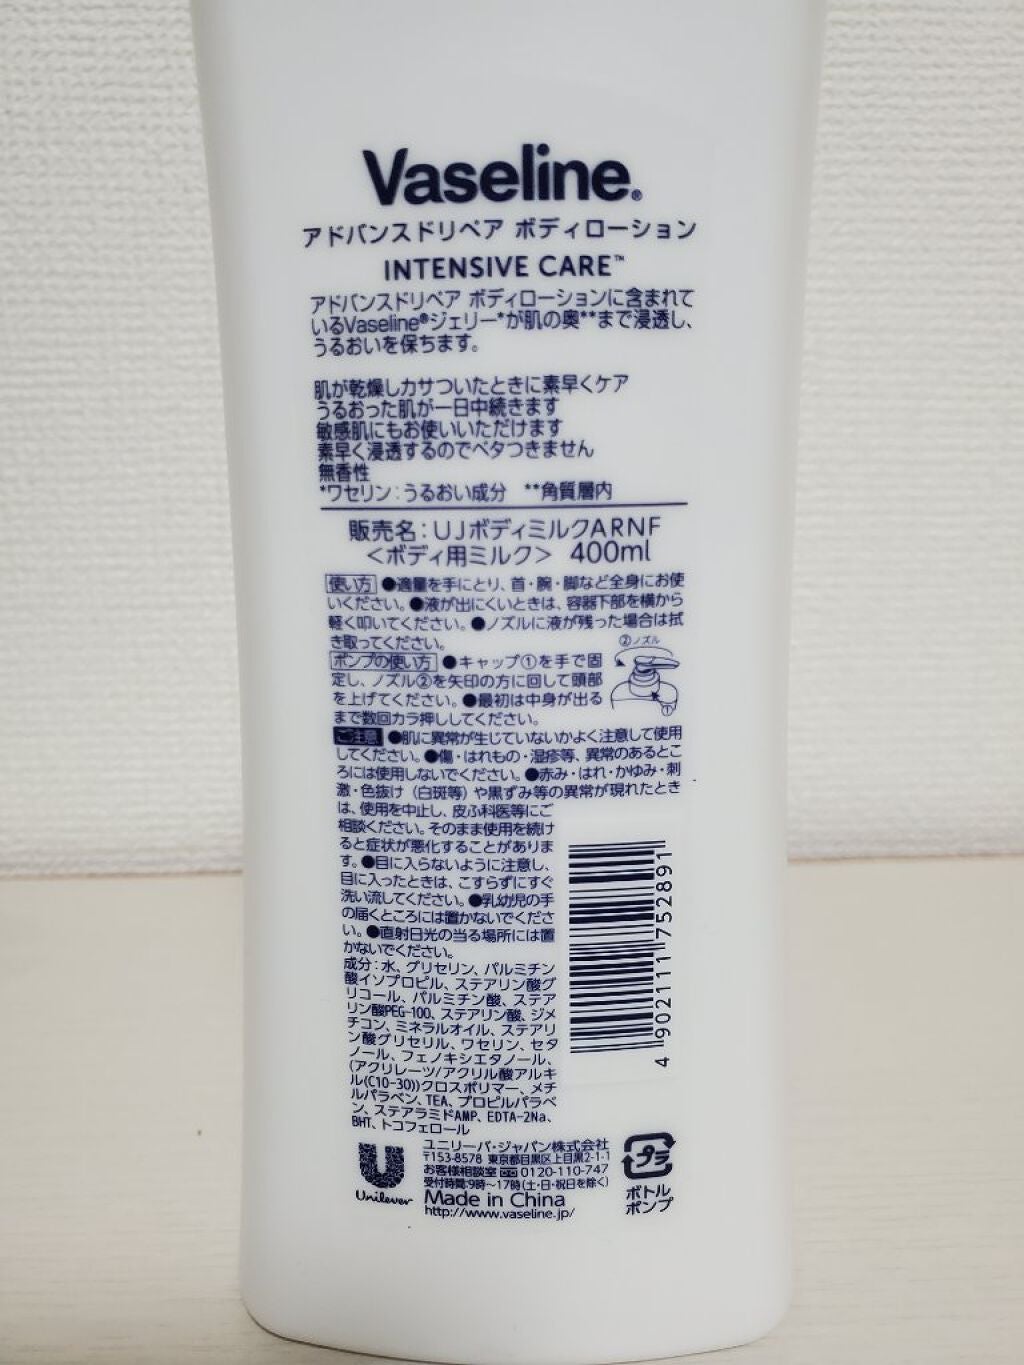 Vaseline®
アドバンスドリペア ボディローション
INTENSIVE CARE™
アドバンスドリペア ボディローションに含まれて
いるVaseline®ジェリー*が肌の奥**まで浸透し、
うるおいを保ちます。
肌が乾燥しカサついたときに素早くケア
うるおった肌が一日中続きます
敏感肌にもお使いいただけます
素早く浸透するのでベタつきません
無香性
*ワセリン:うるおい成分 **角質層内
販売名:UJボディミルクARNF
<ボディ用ミルク> 400ml
使い方 ●適量を手にとり、首・腕・脚など全身にお使
いください。●液が出にくいときは、容器下部を横から
軽く叩いてください。●ノズルに液が残った場合は拭
き取ってください。
②ノズル
ポンプの使い方 ●キャップ①を手で固
定し、ノズル②を矢印の方に回して頭部
を上げてください。●最初は中身が出る
①
まで数回カラ押ししてください。
ご注意 ●肌に異常が生じていないかよく注意して使用
してください。●傷・はれもの・湿疹等、異常のあるとこ
ろには使用しないでください。●赤み・はれ・かゆみ・刺
激・色抜け(白斑等)や黒ずみ等の異常が現れたとき
は、使用を中止し、皮ふ科医等にご
相談ください。そのまま使用を続け
ると症状が悪化することがありま
す。●目に入らないように注意し、
目に入ったときは、こすらずにすぐ
洗い流してください。●乳幼児の手
の届くところには置かないでくださ
い。●直射日光の当る場所には置
かないでください。
成分:水、グリセリン、パルミチン
酸イソプロピル、ステアリン酸グ
リコール、パルミチン酸、ステア
リン酸PEG-100、ステアリン酸、ジメ
チコン、ミネラルオイル、ステアリ
ン酸グリセリル、ワセリン、セタ
ノール、フェノキシエタノール、
(アクリレーツ/アクリル酸アルキ
ル(C10-30))クロスポリマー、メチ
ルパラベン、TEA、プロピルパラベ
ン、ステアラミドAMP、EDTA-2Na、
BHT、トコフェロール
4 902111 752891
Unilever
ユニリーバ・ジャパン株式会社
〒153-8578 東京都目黒区上目黒2-1-1
お客様相談室 0120-110-747
受付時間:9時~17時(土・日・祝日を除く)
Made in China
http://www.vaseline.jp/
プラ
ボトル
ポンプ